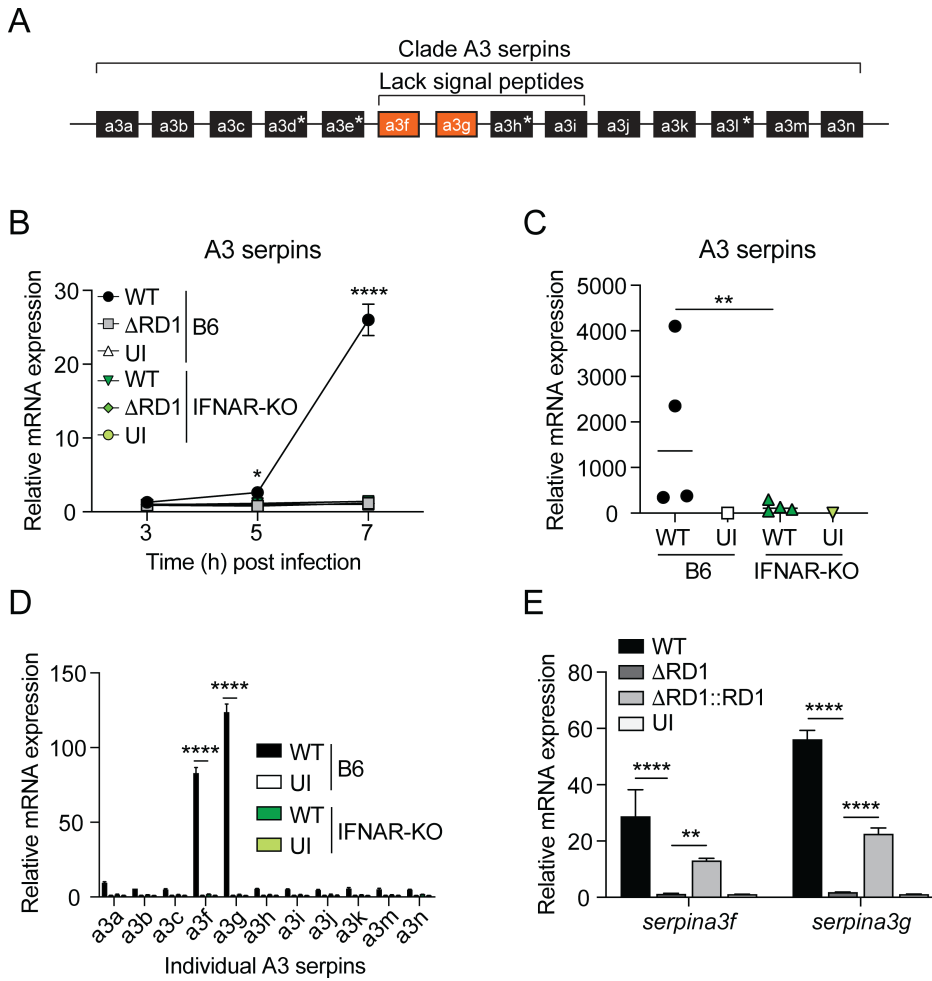 A
Clade A3 serpins
Lack signal peptides
a3a a3b a3c a3d* a3e* a3f a3g a3h* a3i a3j a3k a3l* a3m a3n
B
A3 serpins
Relative mRNA expression
30
20
10
0
WT
ΔRD1
UI
B6
WT
ΔRD1
UI
IFNAR-KO
*
****
3 5 7
Time (h) post infection
C
A3 serpins
Relative mRNA expression
5000
4000
3000
2000
1000
0
**
WT UI WT UI
B6 IFNAR-KO
D
Relative mRNA expression
150
100
50
0
****
****
WT
UI
B6
WT
UI
IFNAR-KO
a3a a3b a3c a3f a3g a3h a3i a3j a3k a3m a3n
Individual A3 serpins
E
WT
ΔRD1
ΔRD1::RD1
UI
Relative mRNA expression
80
60
40
20
0
****
**
****
****
serpina3f serpina3g